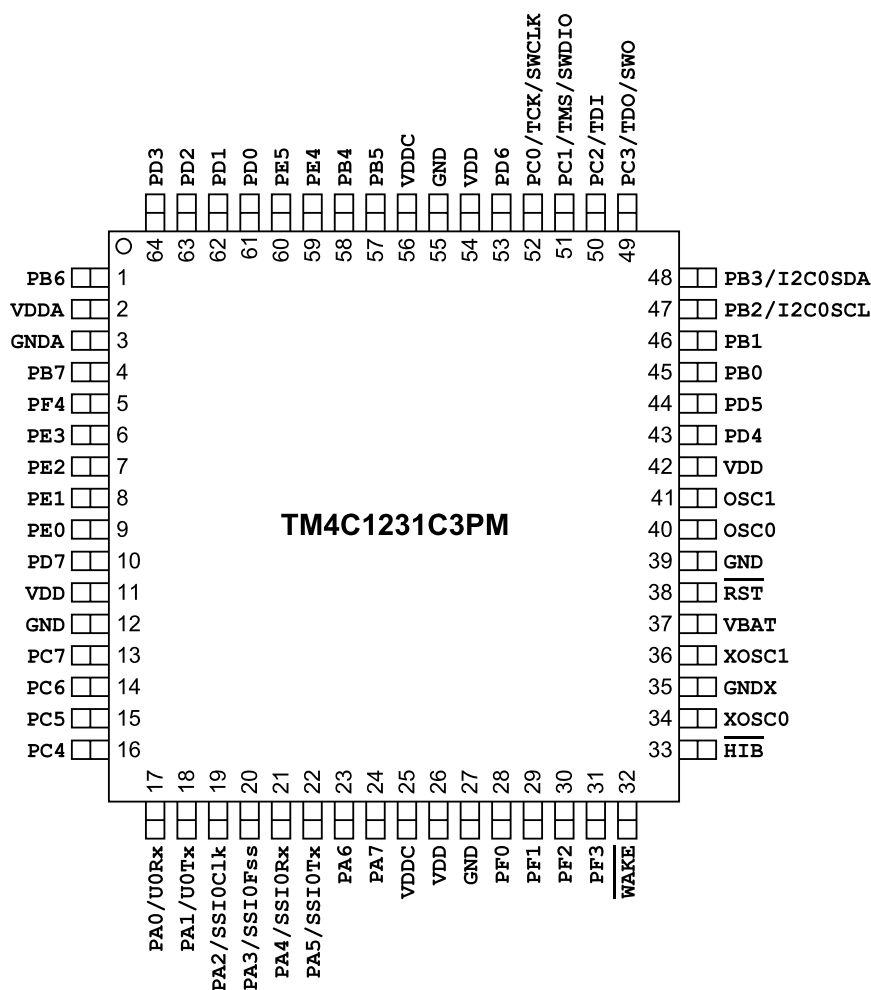 PD3
PD2
PD1
PD0
PE5
PE4
PB4
PB5
VDDC
GND
VDD
PD6
PC0/TCK/SWCLK
PC1/TMS/SWDIO
PC2/TDI
PC3/TDO/SWO
64
63
62
61
60
59
58
57
56
55
54
53
52
51
50
49
PB6 1
VDDA 2
GNDA 3
PB7 4
PF4 5
PE3 6
PE2 7
PE1 8
PE0 9
PD7 10
VDD 11
GND 12
PC7 13
PC6 14
PC5 15
PC4 16
TM4C1231C3PM
48 PB3/I2C0SDA
47 PB2/I2C0SCL
46 PB1
45 PB0
44 PD5
43 PD4
42 VDD
41 OSC1
40 OSC0
39 GND
38 RST
37 VBAT
36 XOSC1
35 GNDX
34 XOSC0
33 HIB
17
18
19
20
21
22
23
24
25
26
27
28
29
30
31
32
PA0/U0Rx
PA1/U0Tx
PA2/SSI0Clk
PA3/SSI0Fss
PA4/SSI0Rx
PA5/SSI0Tx
PA6
PA7
VDDC
VDD
GND
PF0
PF1
PF2
PF3
WAKE